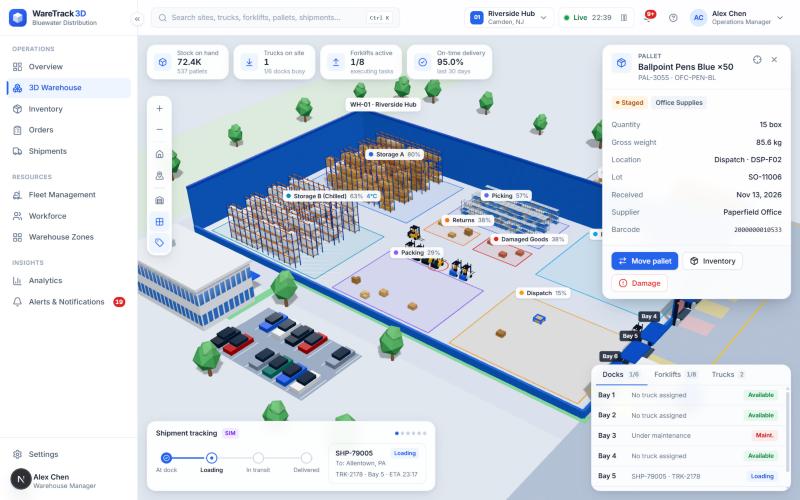 WareTrack 3D
Bluewater Distribution
Search sites, trucks, forklifts, pallets, shipments...
Ctrl K
01
Riverside Hub
Camden, NJ
Live 22:39
9+
AC
Alex Chen
Operations Manager
OPERATIONS
Overview
3D Warehouse
Inventory
Orders
Shipments
RESOURCES
Fleet Management
Workforce
Warehouse Zones
INSIGHTS
Analytics
Alerts & Notifications 19
Settings
N
Alex Chen
Warehouse Manager
Stock on hand
72.4K
537 pallets
Trucks on site
1
1/6 docks busy
Forklifts active
1/8
executing tasks
On-time delivery
95.0%
last 30 days
WH-01 · Riverside Hub
Storage A 80%
Storage B (Chilled) 63% 4°C
Picking 57%
Returns 38%
Damaged Goods 38%
Packing 29%
Dispatch 15%
Bay 4
Bay 5
Bay 6
PALLET
Ballpoint Pens Blue ×50
PAL-3055 · OFC-PEN-BL
Staged
Office Supplies
Quantity 15 box
Gross weight 85.6 kg
Location Dispatch · DSP-F02
Lot SO-11006
Received Nov 13, 2026
Supplier Paperfield Office
Barcode 2000000010533
Move pallet
Inventory
Damage
Docks 1/6
Forklifts 1/8
Trucks 2
Bay 1 No truck assigned Available
Bay 2 No truck assigned Available
Bay 3 Under maintenance Maint.
Bay 4 No truck assigned Available
Bay 5 SHP-79005 · TRK-2178 Loading
Shipment tracking SIM
At dock
Loading
In transit
Delivered
SHP-79005 Loading
To: Allentown, PA
TRK-2178 · Bay 5 · ETA 23:17